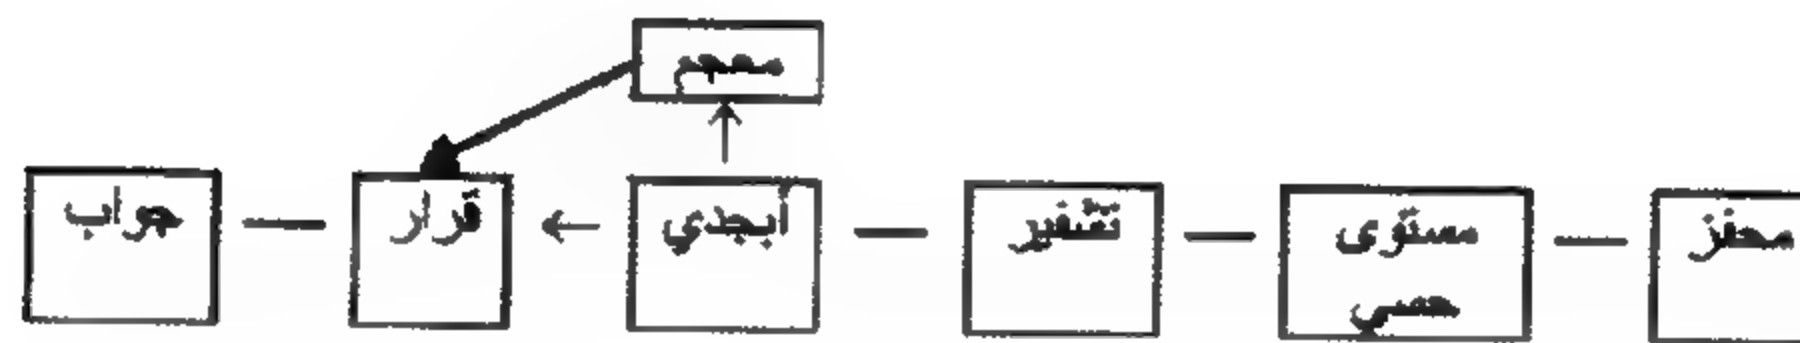 معجم
محفز
مستوى
حسي
تشفير
أبجدي
قرار
جواب